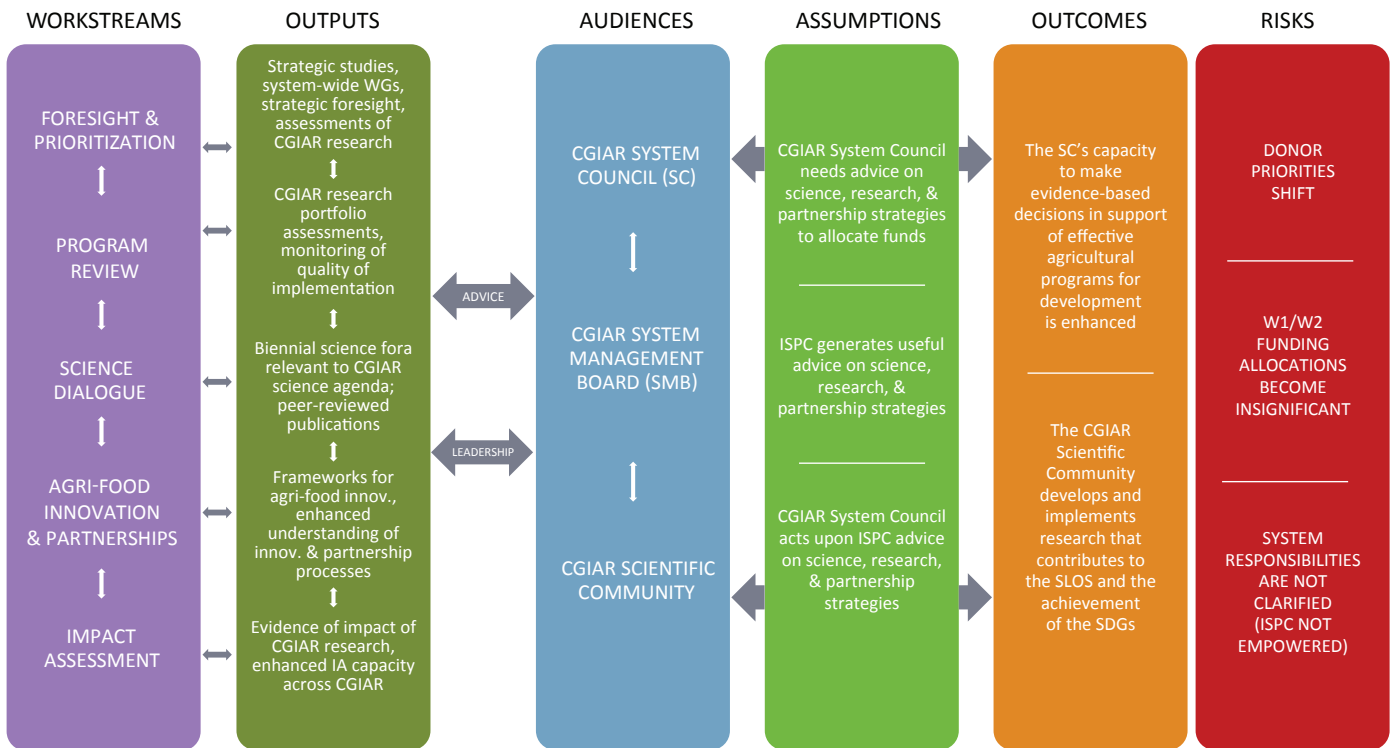 WORKSTREAMS
FORESIGHT &
PRIORITIZATION
PROGRAM
REVIEW
SCIENCE
DIALOGUE
AGRI-FOOD
INNOVATION
& PARTNERSHIPS
IMPACT
ASSESSMENT
OUTPUTS
Strategic studies,
system-wide WGs,
strategic foresight,
assessments of
CGIAR research
CGIAR research
portfolio
assessments,
monitoring of
quality of
implementation
Biennial science fora
relevant to CGIAR
science agenda;
peer-reviewed
publications
Frameworks for
agri-food innov.,
enhanced
understanding of
innov. & partnership
processes
Evidence of impact of
CGIAR research,
enhanced IA capacity
across CGIAR
ADVICE
LEADERSHIP
AUDIENCES
CGIAR SYSTEM
COUNCIL (SC)
CGIAR SYSTEM
MANAGEMENT
BOARD (SMB)
CGIAR SCIENTIFIC
COMMUNITY
ASSUMPTIONS
CGIAR System Council
needs advice on
science, research, &
partnership strategies
to allocate funds
ISPC generates useful
advice on science,
research, &
partnership strategies
CGIAR System Council
acts upon ISPC advice
on science, research,
& partnership
strategies
OUTCOMES
The SC's capacity
to make
evidence-based
decisions in support
of effective
agricultural
programs for
development
is enhanced
The CGIAR
Scientific
Community
develops and
implements
research that
contributes to
the SLOS and the
achievement
of the SDGs
RISKS
DONOR
PRIORITIES
SHIFT
W1/W2
FUNDING
ALLOCATIONS
BECOME
INSIGNIFICANT
SYSTEM
RESPONSIBILITIES
ARE NOT
CLARIFIED
(ISPC NOT
EMPOWERED)